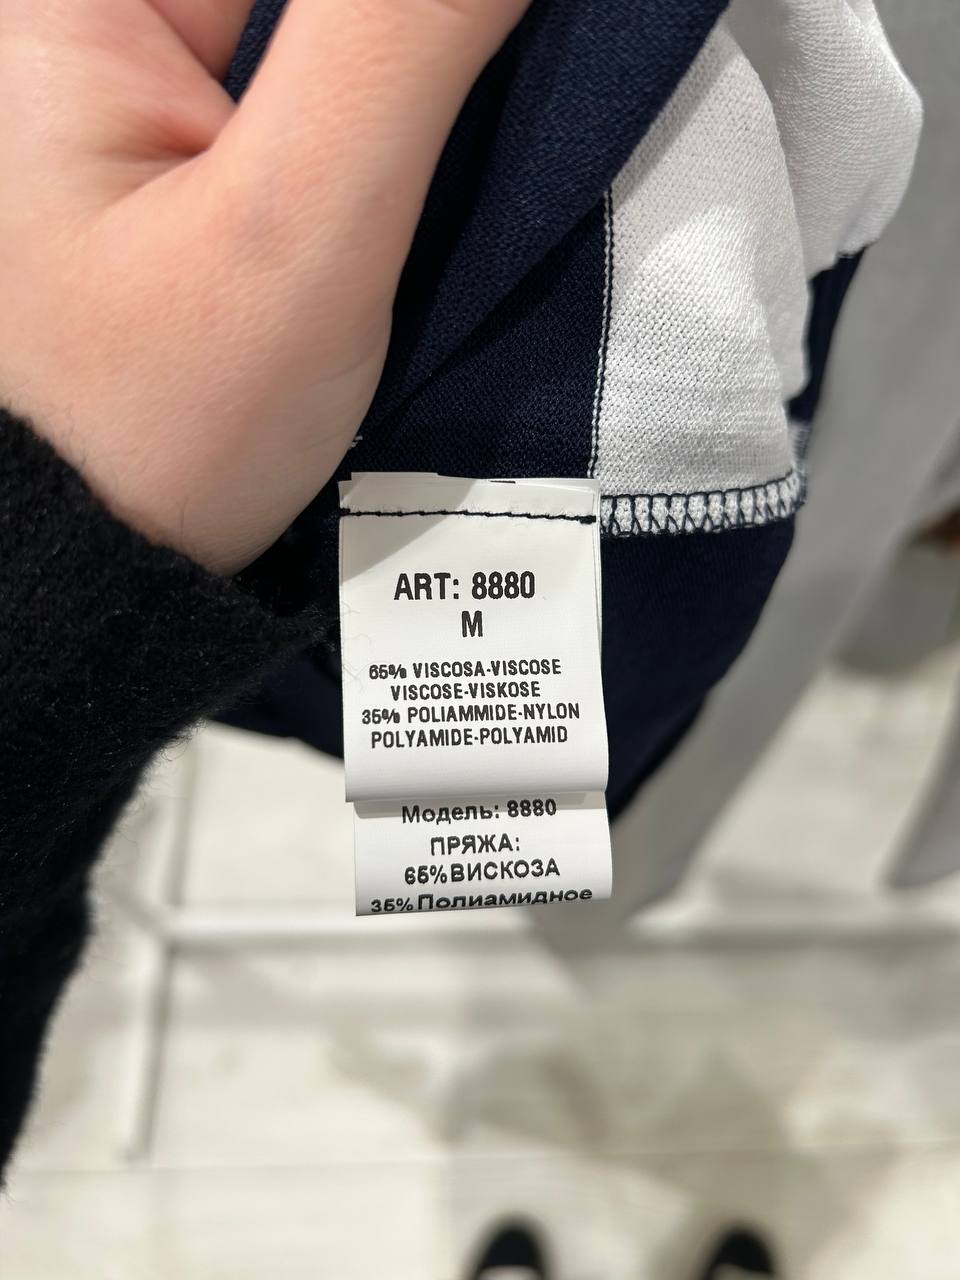 ART: 8880
M
65% VISCOSA-VISCOSE
VISCOSE-VISKOSE
35% POLIAMMIDE-NYLON
POLYAMIDE-POLYAMID
Модель: 8880
ПРЯЖА:
65%ВИСКОЗА
35%Полиамидное